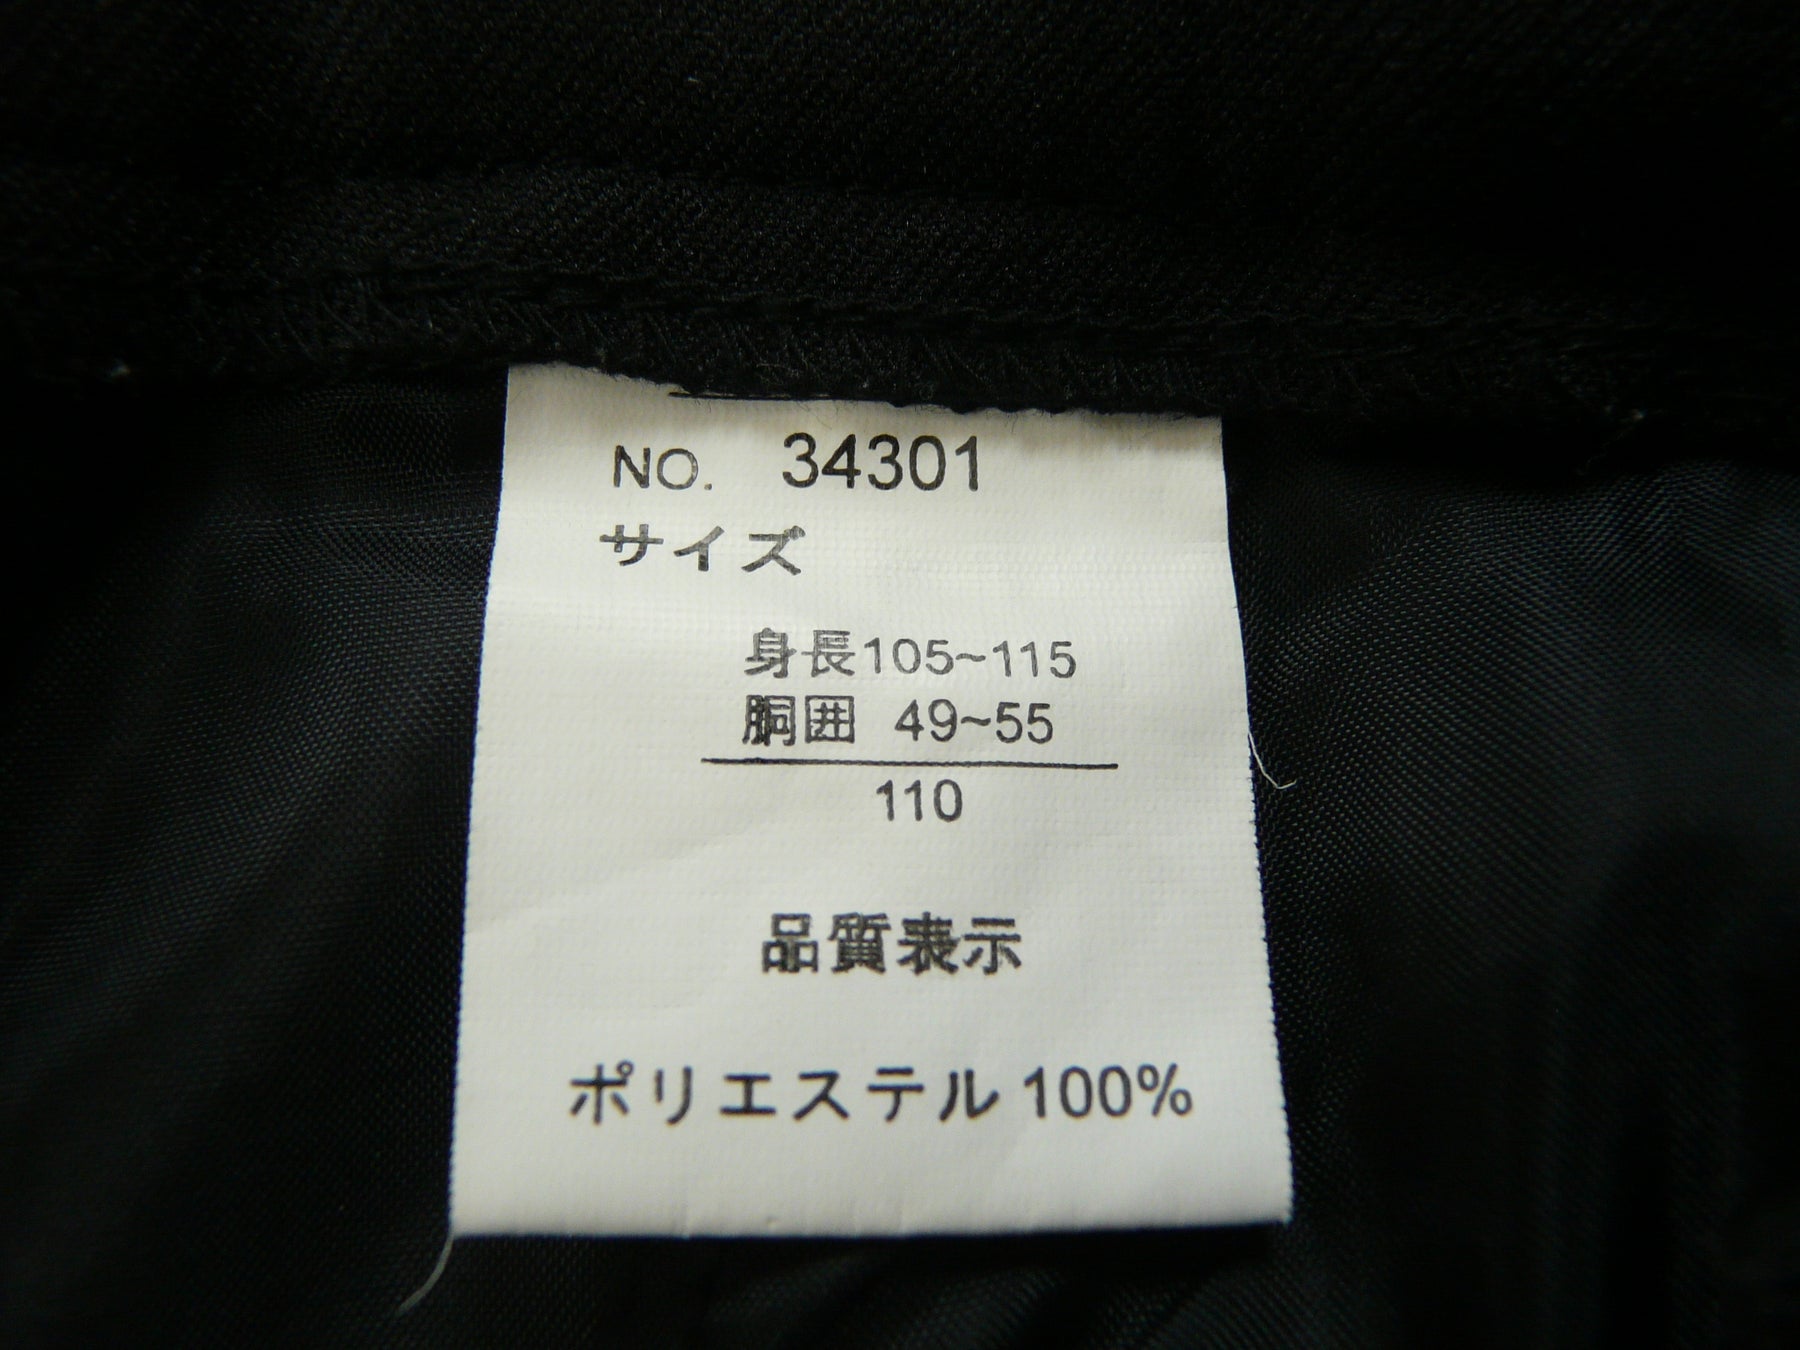 NO. 34301
サイズ
身長105~115
胴囲 49~55
110
品質表示
ポリエステル100%